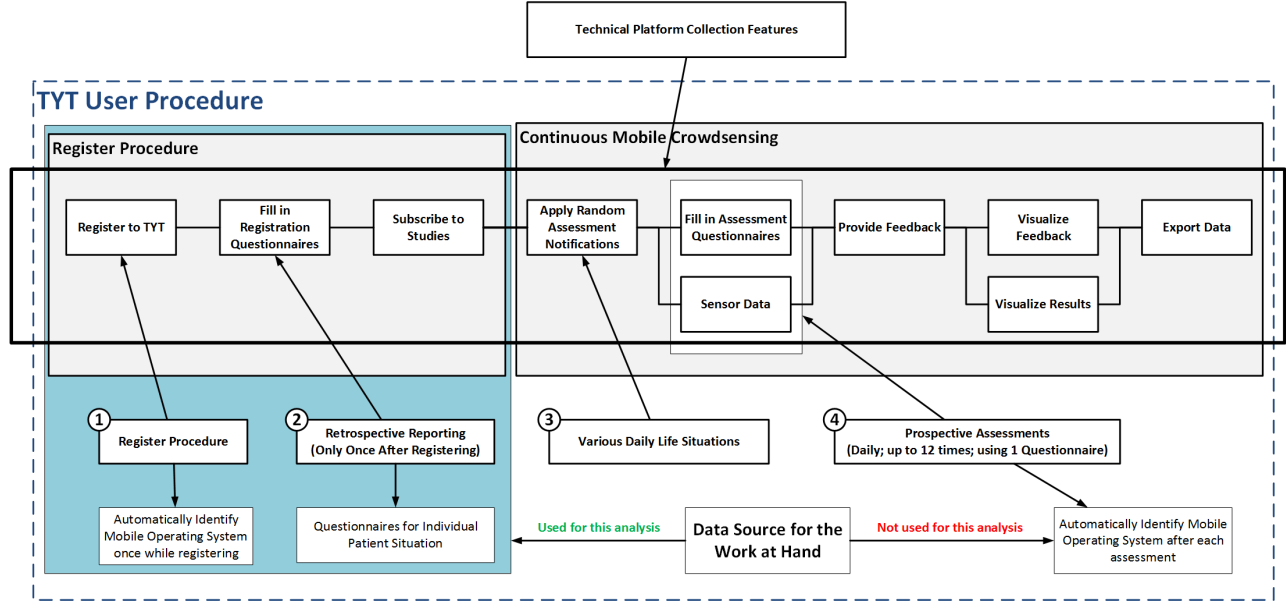 Technical Platform Collection Features
TYT User Procedure
Register Procedure
Continuous Mobile Crowdsensing
Register to TYT
Fill in
Registration
Questionnaires
Subscribe to
Studies
Apply Random
Assessment
Notifications
Fill in Assessment
Questionnaires
Sensor Data
Provide Feedback
Visualize
Feedback
Visualize Results
Export Data
1
Register Procedure
2
Retrospective Reporting
(Only Once After Registering)
3
Various Daily Life Situations
4
Prospective Assessments
(Daily; up to 12 times; using 1 Questionnaire)
Automatically Identify
Mobile Operating System
once while registering
Questionnaires for Individual
Patient Situation
Used for this analysis
Data Source for the
Work at Hand
Not used for this analysis
Automatically Identify Mobile
Operating System after each
assessment